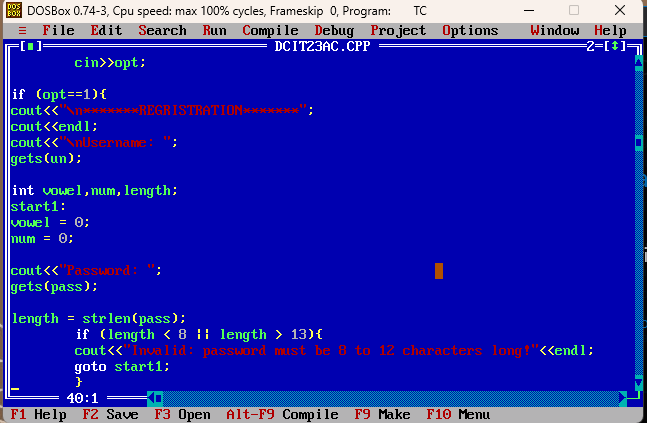 DOSBox 0.74-3, Cpu speed: max 100% cycles, Frameskip 0, Program: TC
≡ File Edit Search Run Compile Debug Project Options Window Help
[■] DCIT23AC.CPP 2=[↕]
cin>>opt;
if (opt==1){
cout<<"\n*******REGRISTRATION*******";
cout<<endl;
cout<<"\nUsername: ";
gets(un);
int vowel,num,length;
start1:
vowel = 0;
num = 0;
cout<<"Password: ";
gets(pass);
length = strlen(pass);
if (length < 8 || length > 13){
cout<<"Invalid: password must be 8 to 12 characters long!"<<endl;
goto start1;
}
40:1
F1 Help F2 Save F3 Open Alt-F9 Compile F9 Make F10 Menu